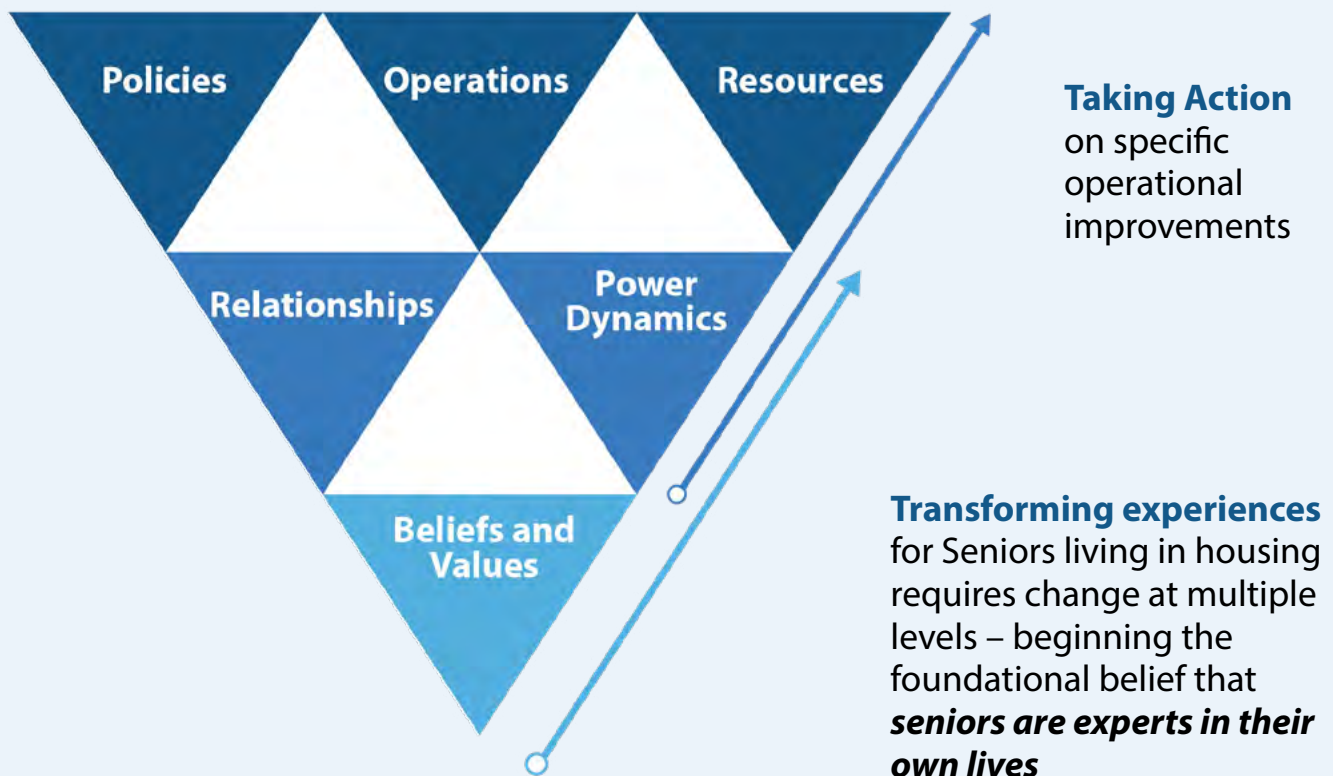 Policies
Operations
Resources
Relationships
Power
Dynamics
Beliefs and
Values
Taking Action
on specific
operational
improvements
Transforming experiences
for Seniors living in housing
requires change at multiple
levels – beginning the
foundational belief that
seniors are experts in their
own lives